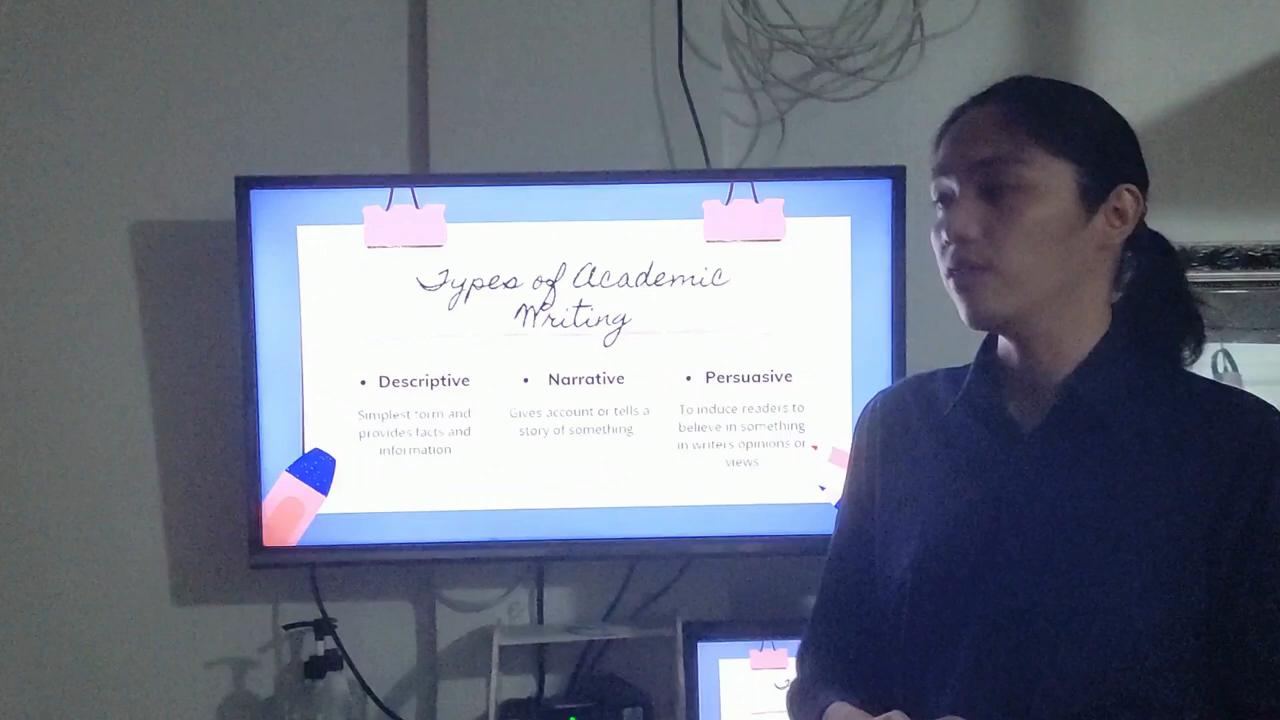 Types of Academic
Writing
• Descriptive
Simplest form and
provides facts and
information
• Narrative
Gives account or tells a
story of something
• Persuasive
To induce readers to
believe in something
in writers opinions or
views